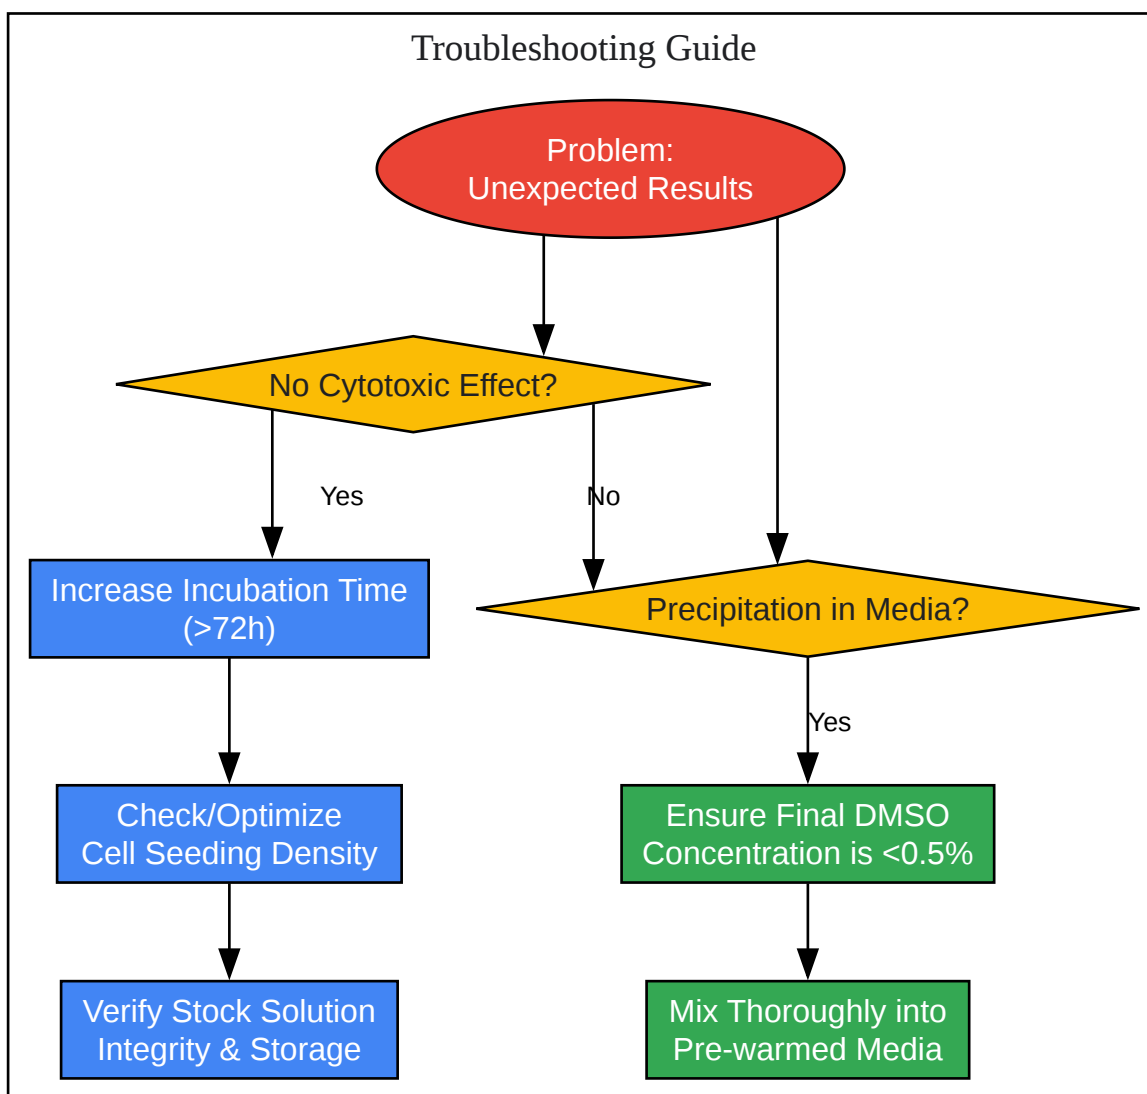 Troubleshooting Guide
Problem:
Unexpected Results
No Cytotoxic Effect?
Yes
No
Increase Incubation Time
(>72h)
Precipitation in Media?
Yes
Check/Optimize
Cell Seeding Density
Ensure Final DMSO
Concentration is <0.5%
Verify Stock Solution
Integrity & Storage
Mix Thoroughly into
Pre-warmed Media